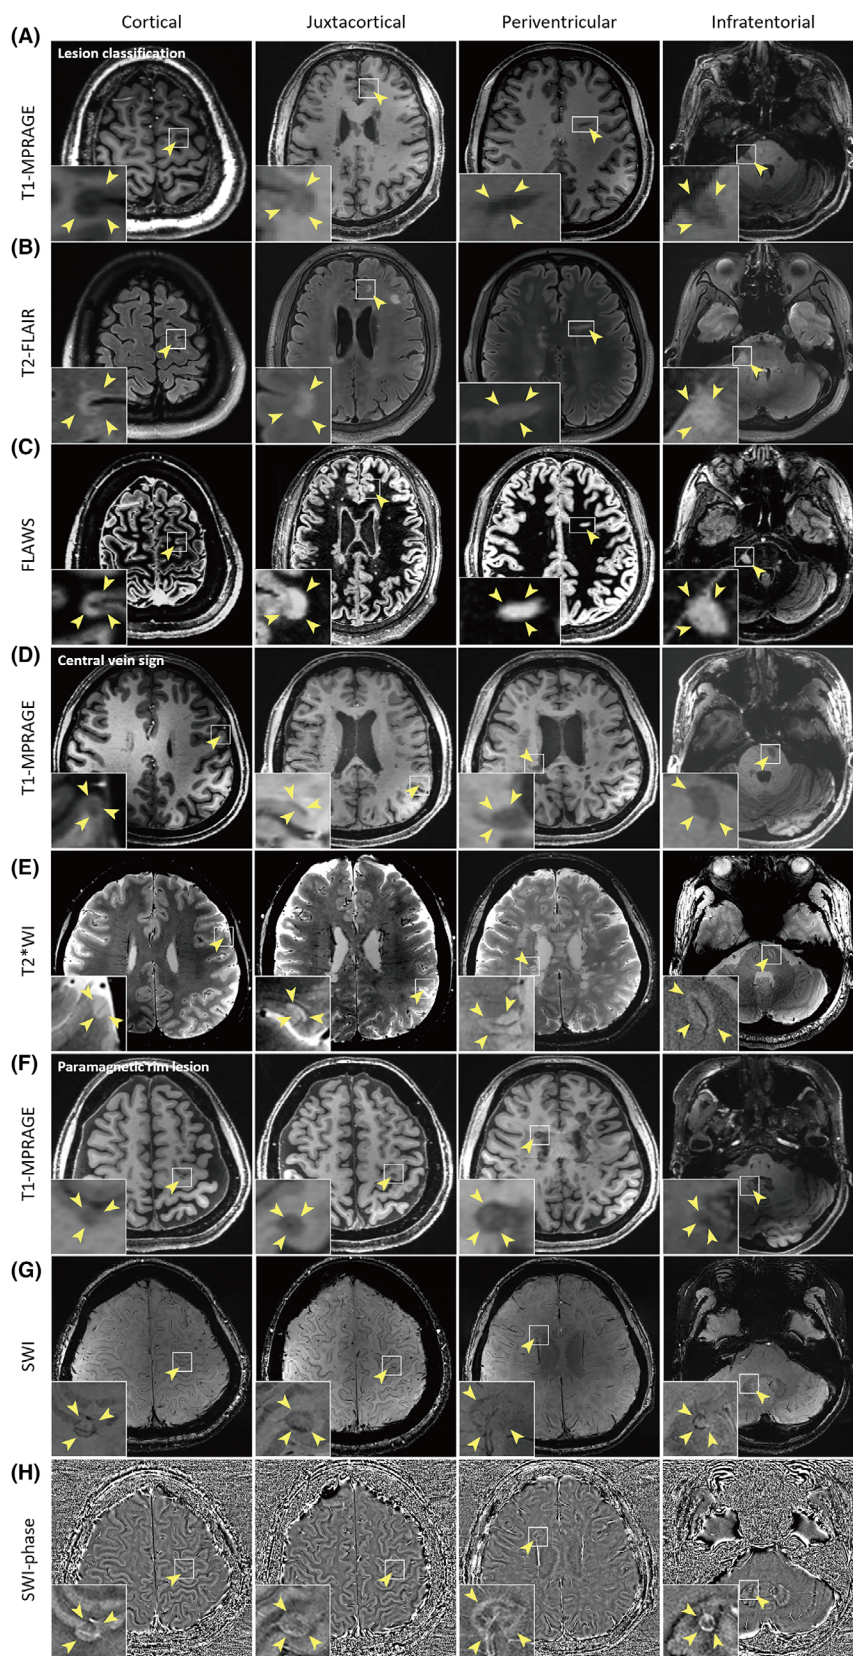 Cortical Juxtacortical Periventricular Infratentorial
(A)
Lesion classification
T1-MPRAGE
(B)
T2-FLAIR
(C)
FLAWS
(D)
Central vein sign
T1-MPRAGE
(E)
T2*WI
(F)
Paramagnetic rim lesion
T1-MPRAGE
(G)
SWI
(H)
SWI-phase